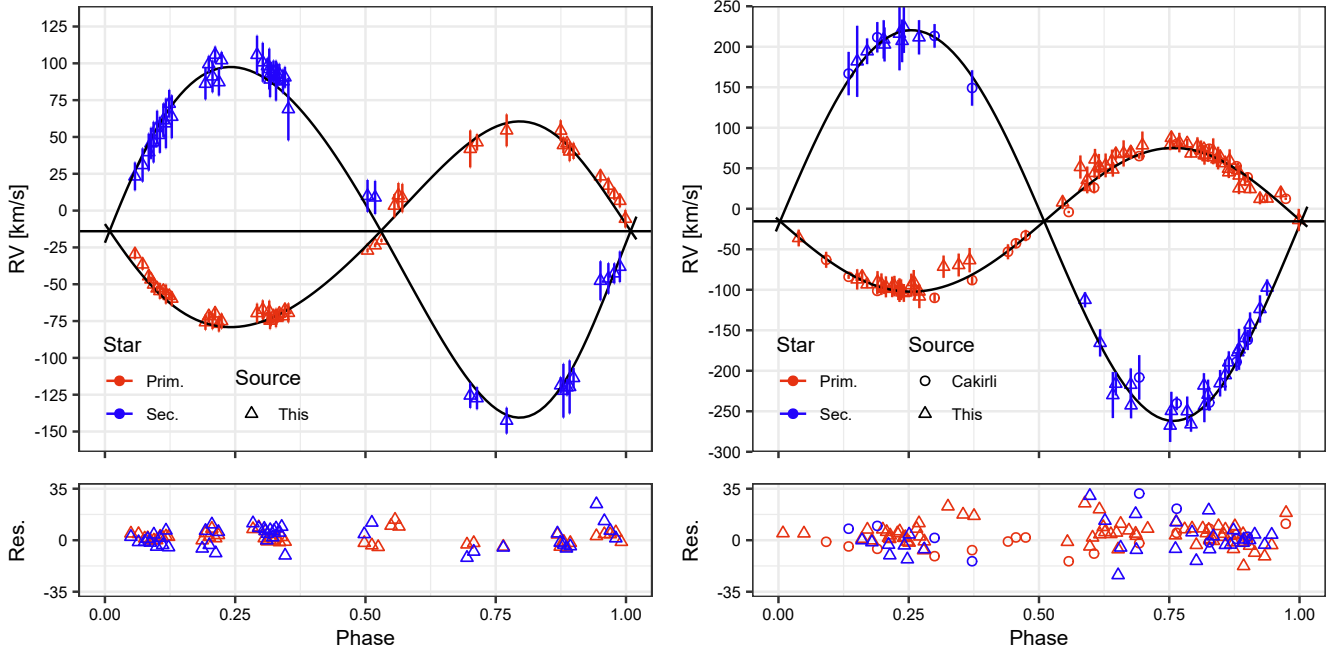 125
100
75
50
25
0
-25
-50
-75
-100
-125
-150
RV [km/s]
Star
Prim.
Sec.
Source
This
35
0
-35
Res.
0.00 0.25 0.50 0.75 1.00
Phase
250
200
150
100
50
0
-50
-100
-150
-200
-250
-300
RV [km/s]
Star
Prim.
Sec.
Source
Cakirli
This
35
0
-35
Res.
0.00 0.25 0.50 0.75 1.00
Phase